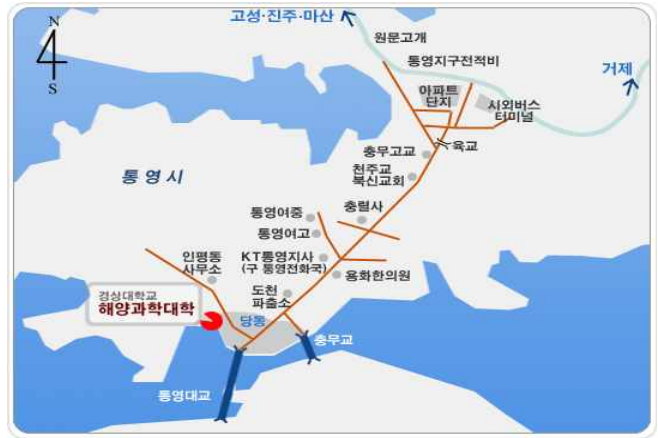 N
S
고성·진주·마산
원문고개
통영지구전적비
거제
아파트
단지
시외버스
터미널
육교
충무고교
천주교
북신교회
통영시
충렬사
통영여중
통영여고
인평동
사무소
KT통영지사
(구 통영전화국)
용화한의원
경상대학교
해양과학대학
도천
파출소
당동
충무교
통영대교